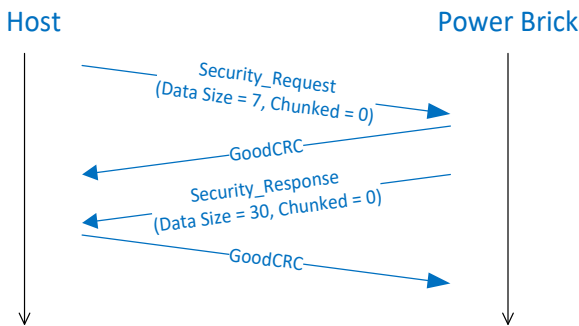 Host
Power Brick
Security_Request
(Data Size = 7, Chunked = 0)
GoodCRC
Security_Response
(Data Size = 30, Chunked = 0)
GoodCRC